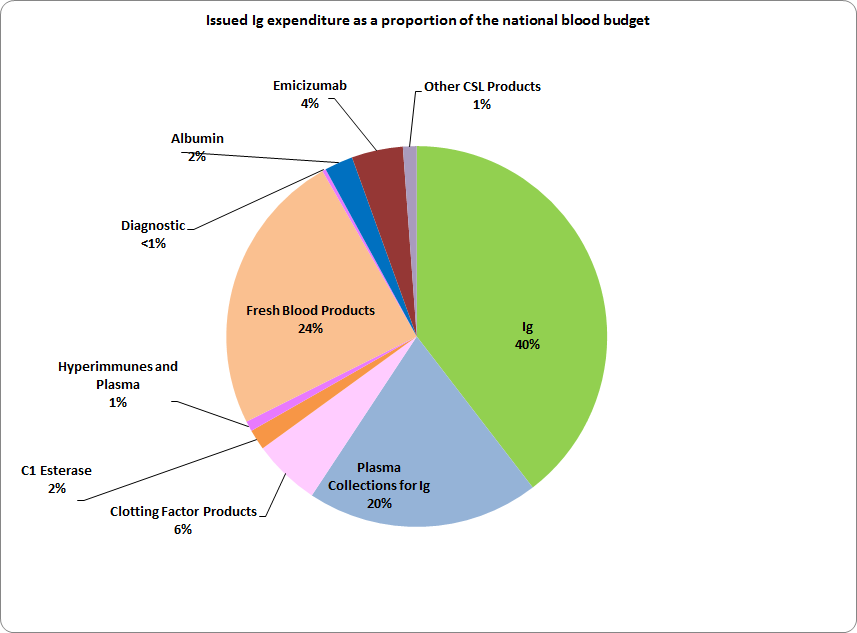 Issued Ig expenditure as a proportion of the national blood budget
Emicizumab
4%
Other CSL Products
1%
Albumin
2%
Diagnostic
<1%
Fresh Blood Products
24%
Ig
40%
Hyperimmunes and
Plasma
1%
C1 Esterase
2%
Plasma
Collections for Ig
20%
Clotting Factor Products
6%